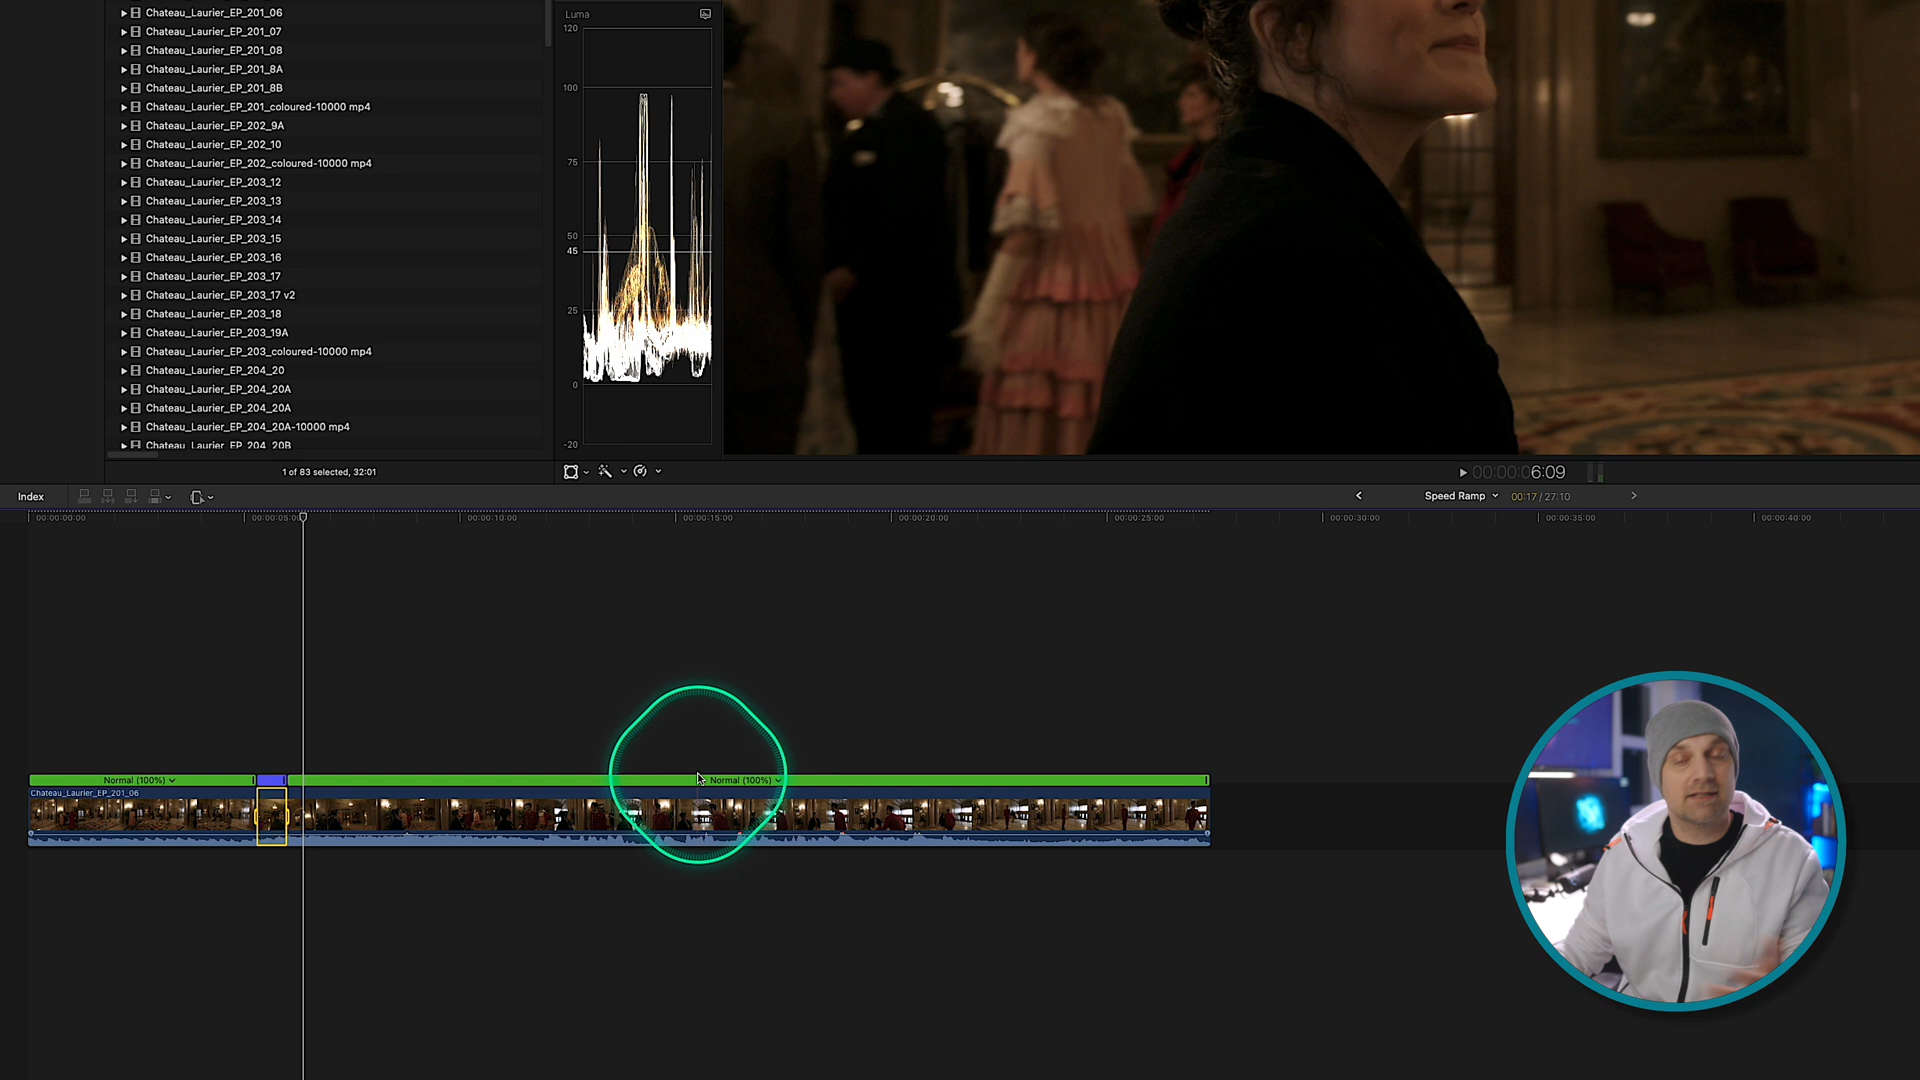 Chateau_Laurier_EP_201_06
Chateau_Laurier_EP_201_07
Chateau_Laurier_EP_201_08
Chateau_Laurier_EP_201_8A
Chateau_Laurier_EP_201_8B
Chateau_Laurier_EP_201_coloured-10000 mp4
Chateau_Laurier_EP_202_9A
Chateau_Laurier_EP_202_10
Chateau_Laurier_EP_202_coloured-10000 mp4
Chateau_Laurier_EP_203_12
Chateau_Laurier_EP_203_13
Chateau_Laurier_EP_203_14
Chateau_Laurier_EP_203_15
Chateau_Laurier_EP_203_16
Chateau_Laurier_EP_203_17
Chateau_Laurier_EP_203_17 v2
Chateau_Laurier_EP_203_18
Chateau_Laurier_EP_203_19A
Chateau_Laurier_EP_203_coloured-10000 mp4
Chateau_Laurier_EP_204_20
Chateau_Laurier_EP_204_20A
Chateau_Laurier_EP_204_20A
Chateau_Laurier_EP_204_20A-10000 mp4
Chateau_Laurier_EP_204_20B
1 of 83 selected, 32:01
Luma
120
100
75
50
45
25
0
-20
00:00:06:09
Index
Speed Ramp
00:17 / 27:10
00:00:00:00
00:00:05:00
00:00:10:00
00:00:15:00
00:00:20:00
00:00:25:00
00:00:30:00
00:00:35:00
00:00:40:00
Normal (100%)
Normal (100%)
Chateau_Laurier_EP_201_06